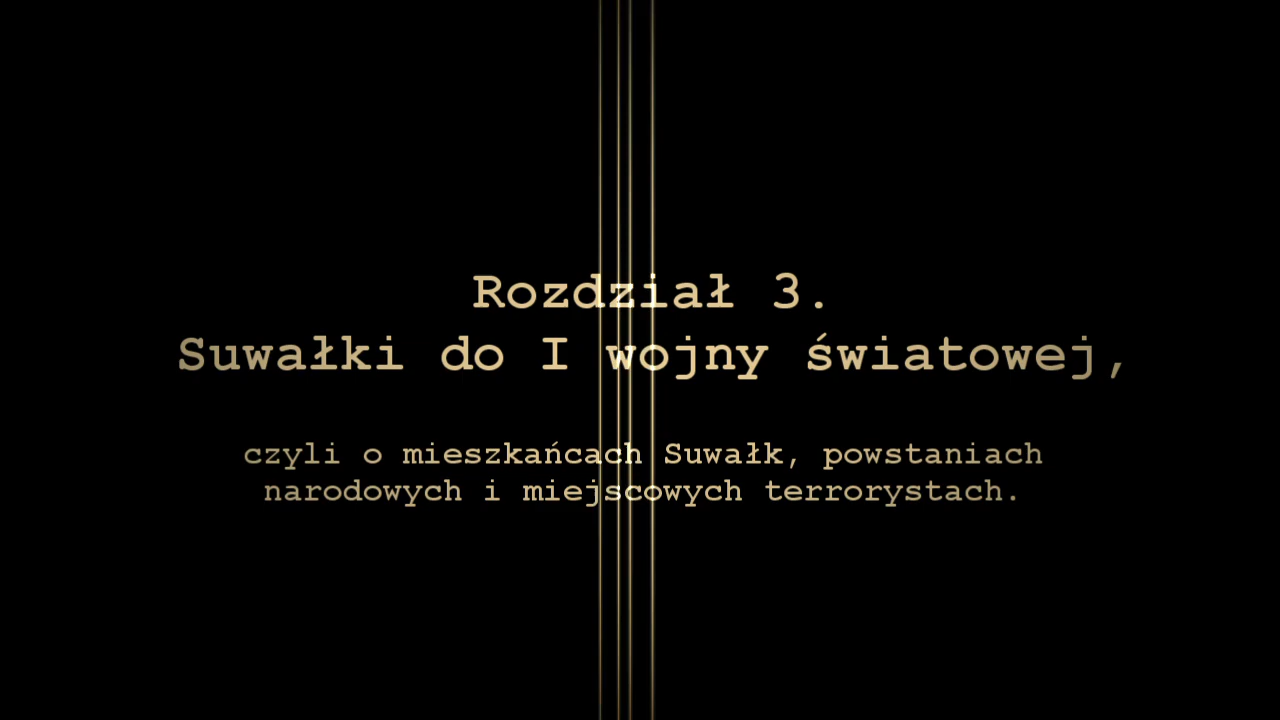 Rozdział 3.
Suwałki do I wojny światowej,
czyli o mieszkańcach Suwałk, powstaniach
narodowych i miejscowych terrorystach.